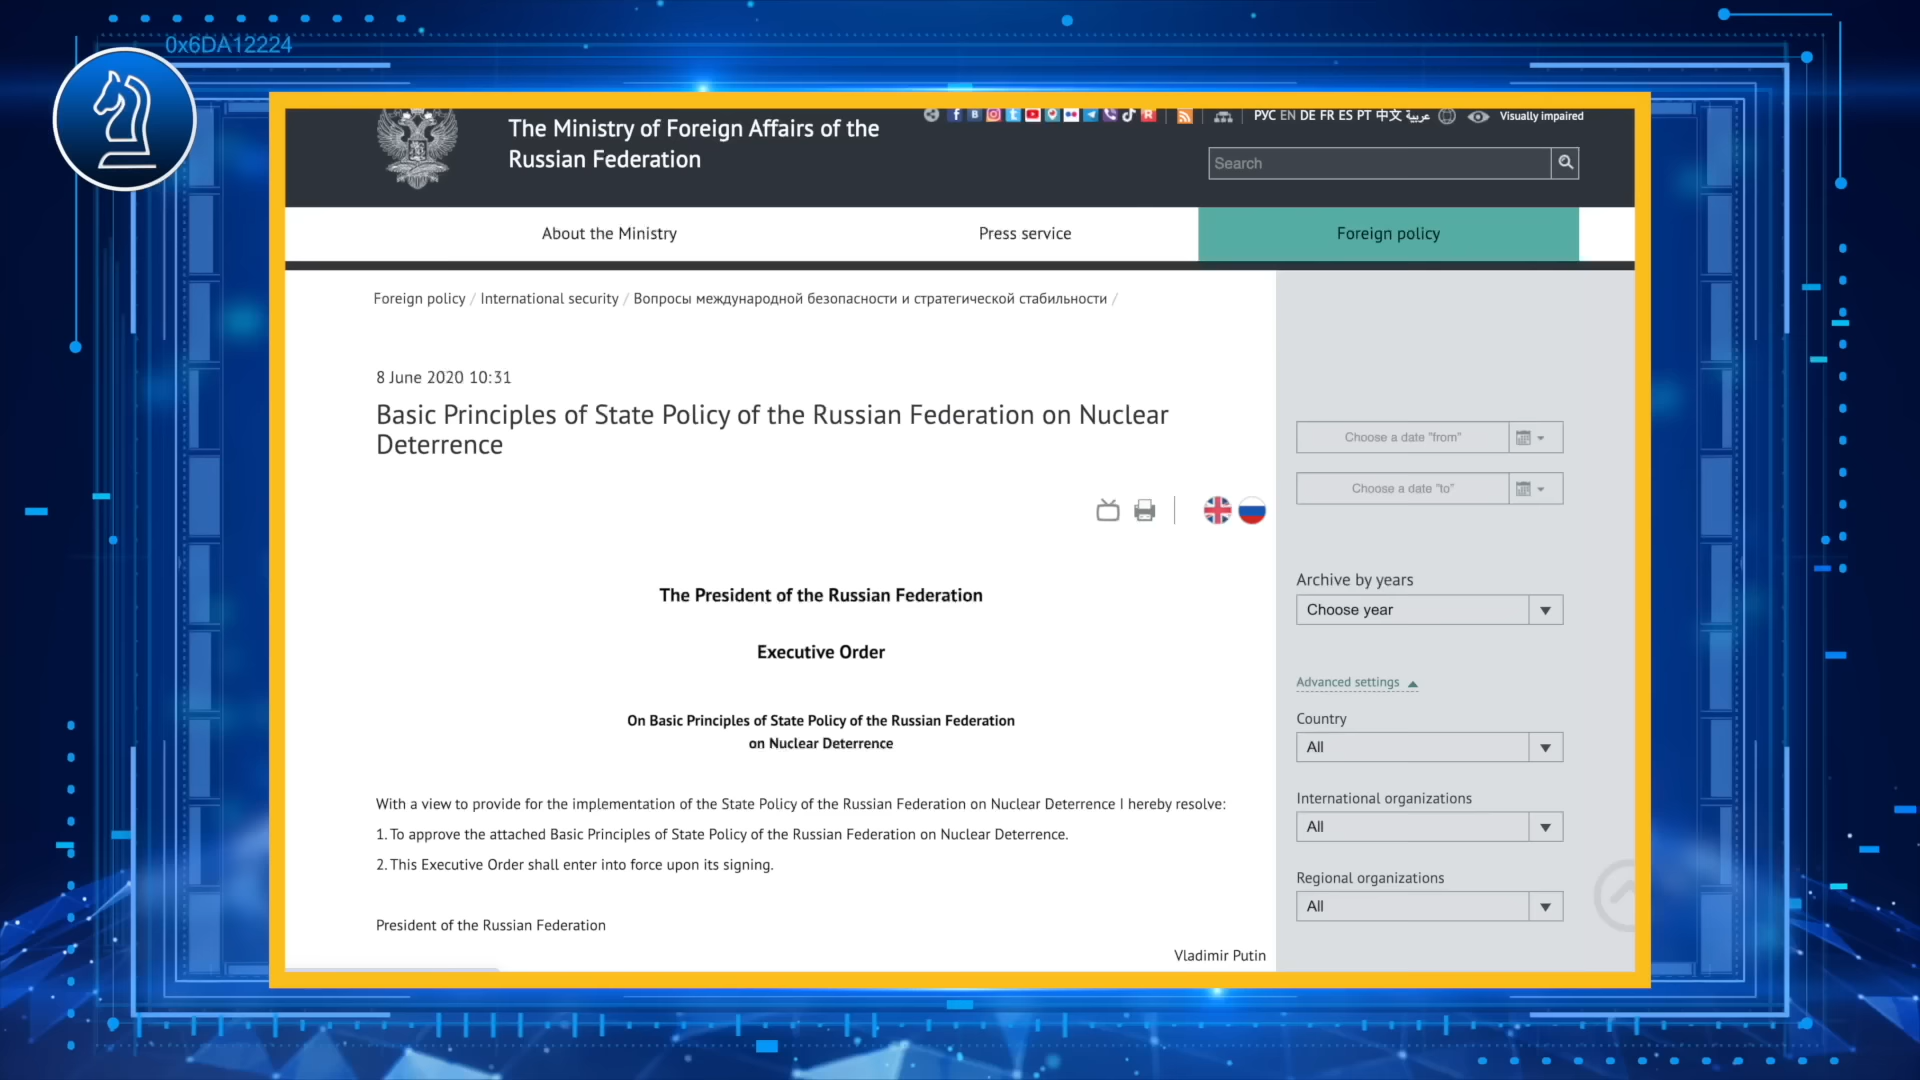 0x6DA12224
The Ministry of Foreign Affairs of the
Russian Federation
РУС EN DE FR ES PT 中文 عربية
Visually impaired
Search
About the Ministry
Press service
Foreign policy
Foreign policy / International security / Вопросы международной безопасности и стратегической стабильности /
8 June 2020 10:31
Basic Principles of State Policy of the Russian Federation on Nuclear
Deterrence
The President of the Russian Federation
Executive Order
On Basic Principles of State Policy of the Russian Federation
on Nuclear Deterrence
With a view to provide for the implementation of the State Policy of the Russian Federation on Nuclear Deterrence I hereby resolve:
1. To approve the attached Basic Principles of State Policy of the Russian Federation on Nuclear Deterrence.
2. This Executive Order shall enter into force upon its signing.
President of the Russian Federation
Vladimir Putin
Choose a date "from"
Choose a date "to"
Archive by years
Choose year
Advanced settings
Country
All
International organizations
All
Regional organizations
All